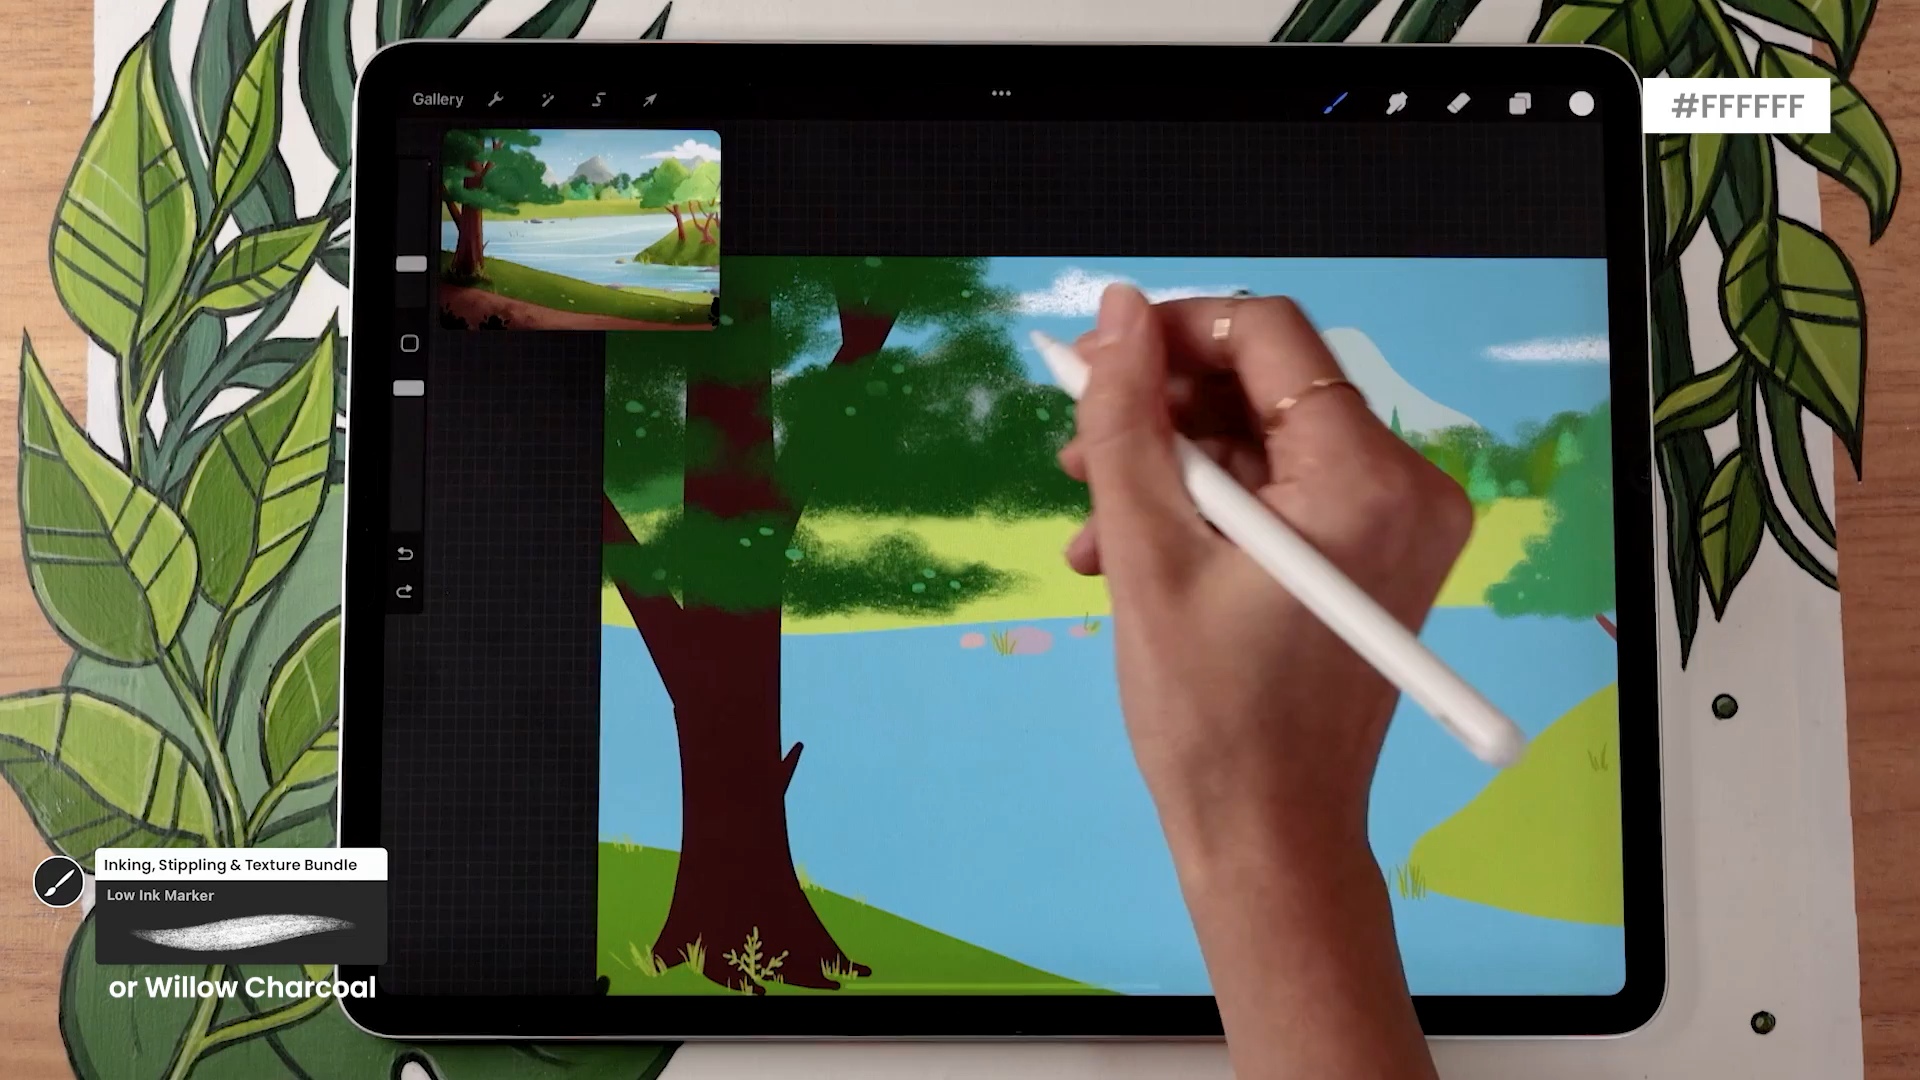 Gallery
#FFFFFF
Inking, Stippling & Texture Bundle
Low Ink Marker
or Willow Charcoal